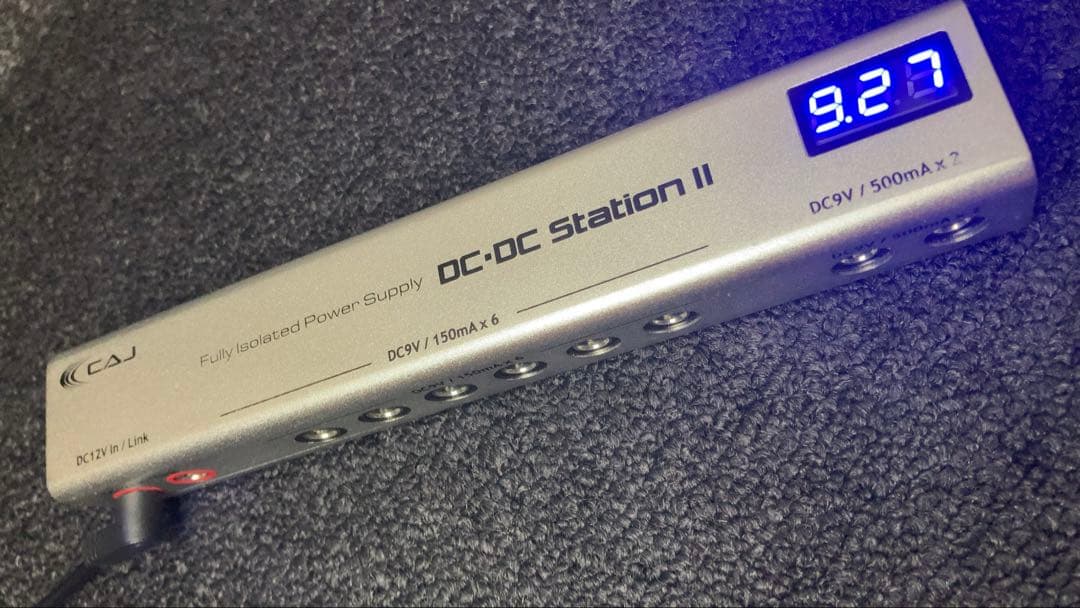 9.27
DC9V / 500mA x 2
DC-DC Station II
Fully Isolated Power Supply
DC9V / 150mA x 6
CAJ
DC12V In / Link